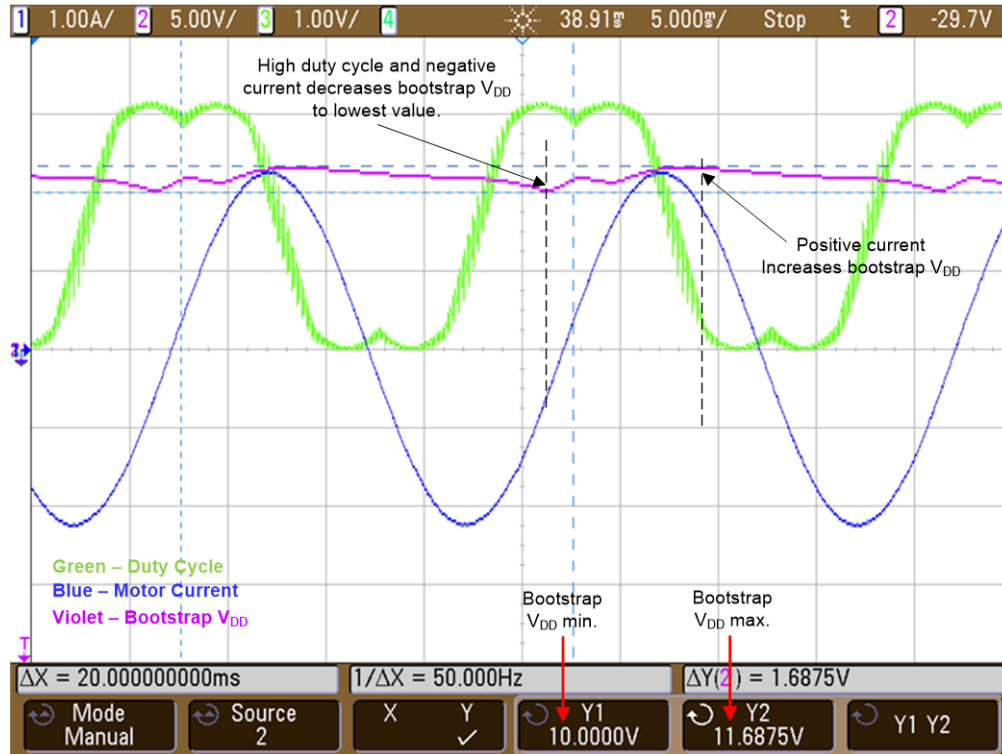 1 1.00A/ 2 5.00V/ 3 1.00V/ 4 38.91ms 5.000ms/ Stop 2 -29.7V
High duty cycle and negative
current decreases bootstrap VDD
to lowest value.
Positive current
Increases bootstrap VDD
Green – Duty Cycle
Blue – Motor Current
Violet – Bootstrap VDD
Bootstrap
VDD min.
Bootstrap
VDD max.
T
ΔX = 20.000000000ms 1/ΔX = 50.000Hz ΔY(2) = 1.6875V
Mode
Manual
Source
2
X Y
✓
Y1
10.0000V
Y2
11.6875V
Y1 Y2